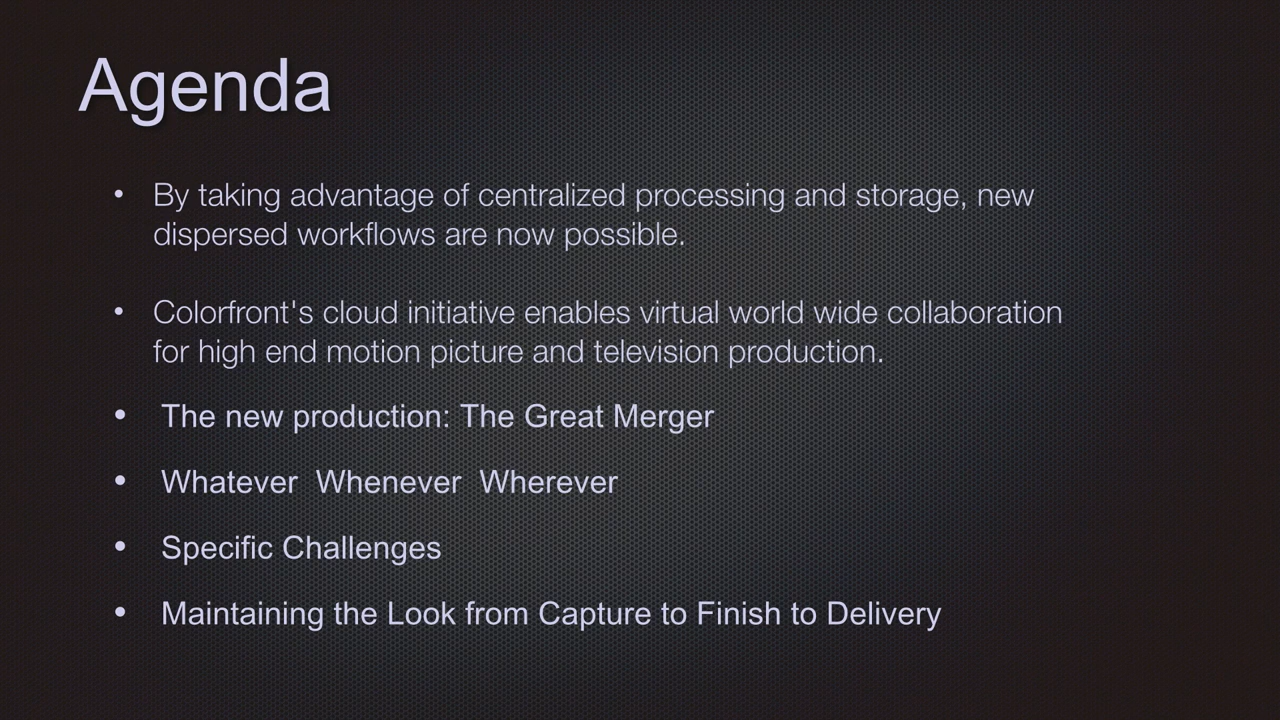 Agenda
• By taking advantage of centralized processing and storage, new
dispersed workflows are now possible.
• Colorfront's cloud initiative enables virtual world wide collaboration
for high end motion picture and television production.
• The new production: The Great Merger
• Whatever  Whenever  Wherever
• Specific Challenges
• Maintaining the Look from Capture to Finish to Delivery